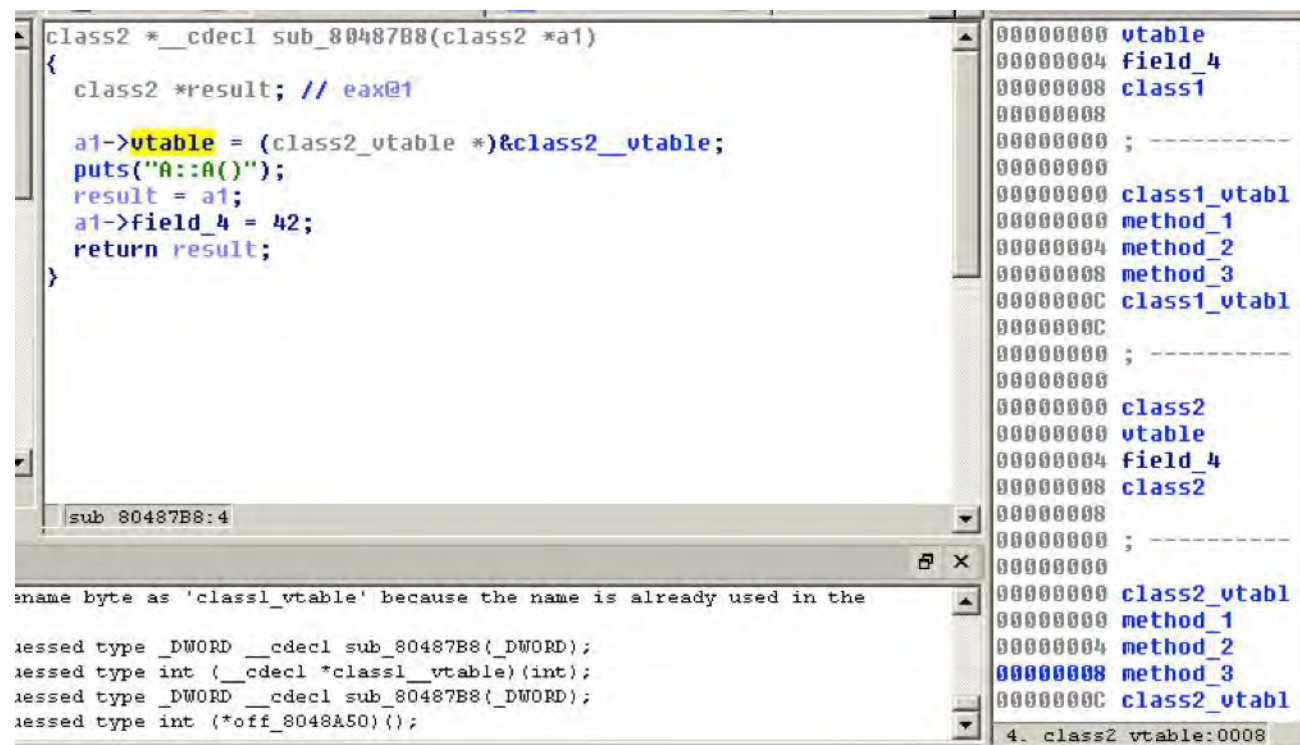 class2 *__cdecl sub_80487B8(class2 *a1)
{
class2 *result; // eax@1
a1->vtable = (class2_vtable *)&class2__vtable;
puts("A::A()");
result = a1;
a1->field_4 = 42;
return result;
}
sub_80487B8:4
ename byte as 'class1_vtable' because the name is already used in the
uessed type _DWORD __cdecl sub_80487B8(_DWORD);
uessed type int (__cdecl *class1__vtable)(int);
uessed type _DWORD __cdecl sub_80487B8(_DWORD);
uessed type int (*off_8048A50)();
00000000 vtable
00000004 field_4
00000008 class1
00000008
00000000 ; ----------
00000000
00000000 class1_vtabl
00000000 method_1
00000004 method_2
00000008 method_3
0000000C class1_vtabl
0000000C
00000000 ; ----------
00000000
00000000 class2
00000000 vtable
00000004 field_4
00000008 class2
00000008
00000000 ; ----------
00000000
00000000 class2_vtabl
00000000 method_1
00000004 method_2
00000008 method_3
0000000C class2_vtabl
4. class2_vtable:0008